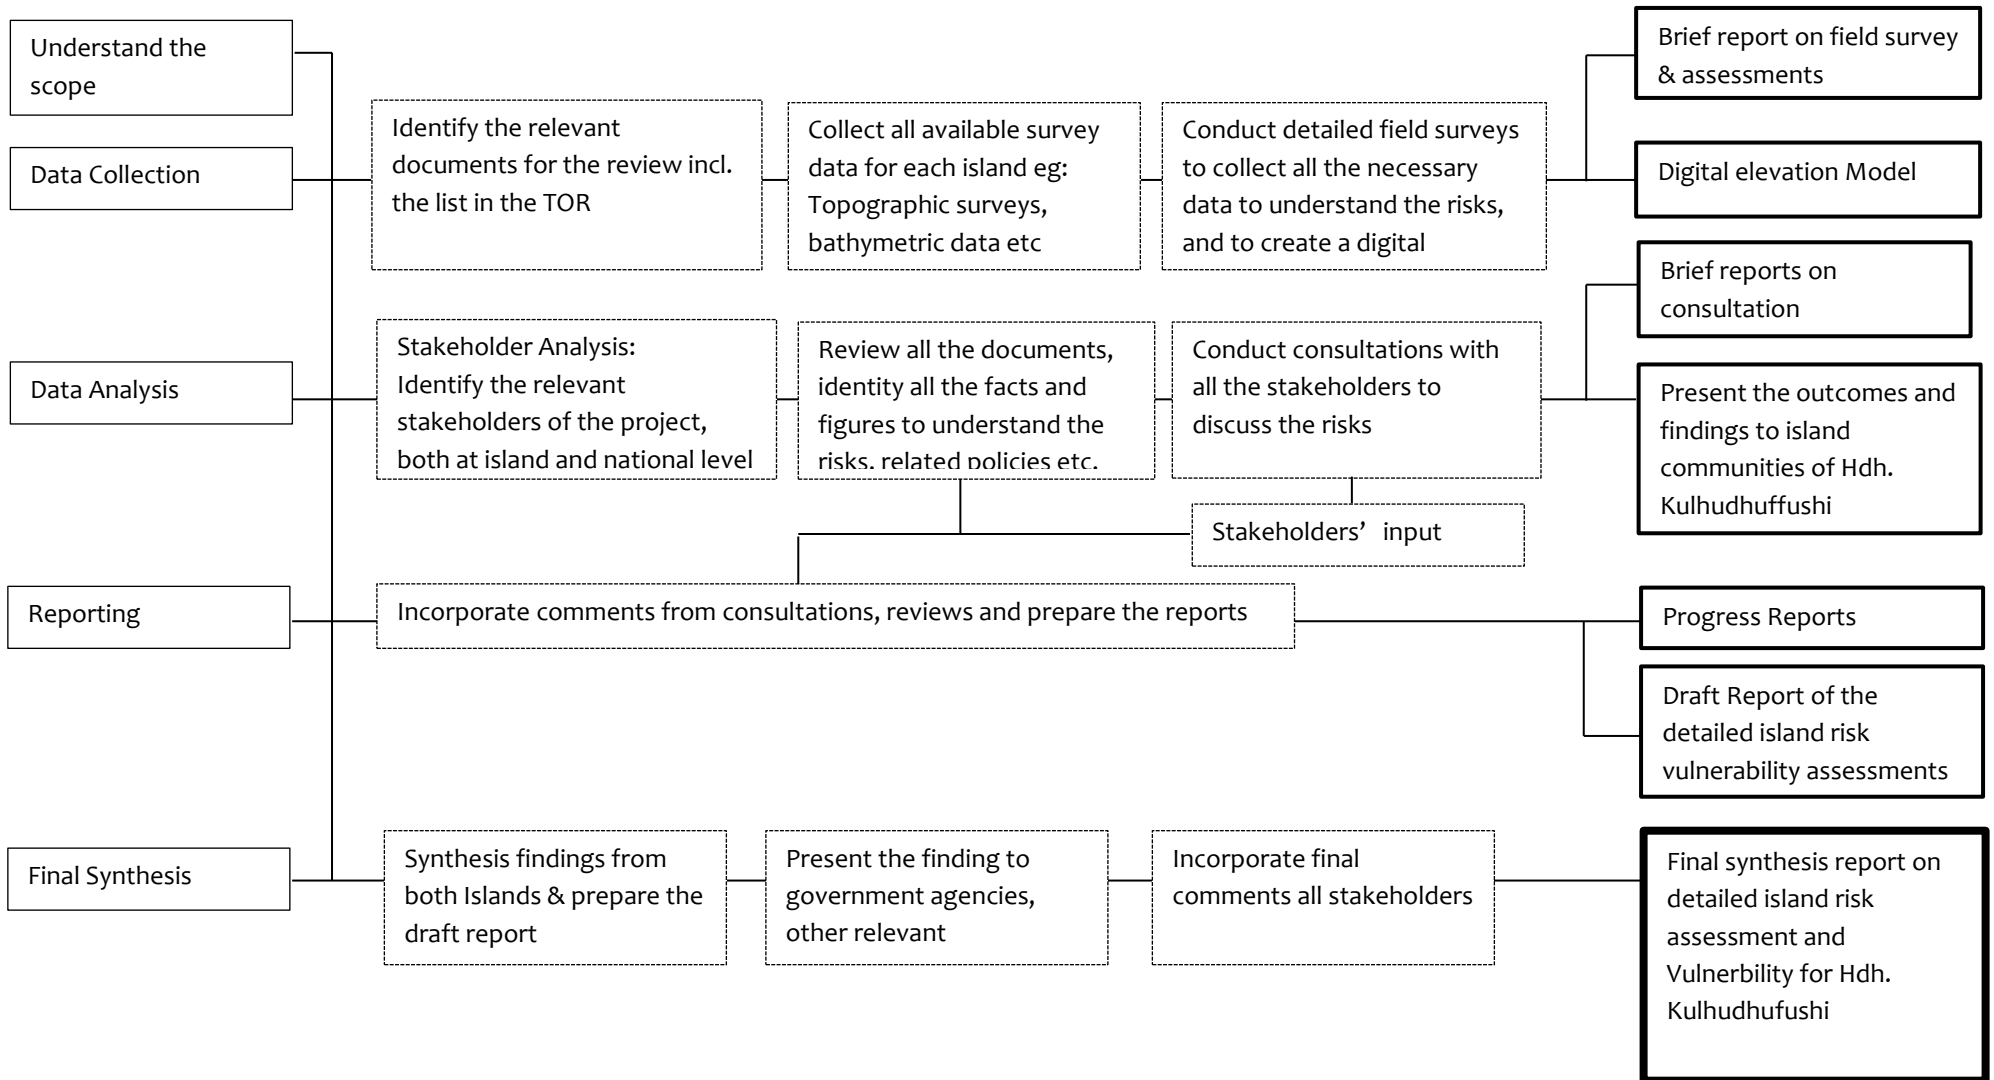 Understand the
scope
Brief report on field survey
& assessments
Data Collection
Identify the relevant
documents for the review incl.
the list in the TOR
Collect all available survey
data for each island eg:
Topographic surveys,
bathymetric data etc
Conduct detailed field surveys
to collect all the necessary
data to understand the risks,
and to create a digital
Digital elevation Model
Brief reports on
consultation
Data Analysis
Stakeholder Analysis:
Identify the relevant
stakeholders of the project,
both at island and national level
Review all the documents,
identity all the facts and
figures to understand the
risks, related policies etc.
Conduct consultations with
all the stakeholders to
discuss the risks
Present the outcomes and
findings to island
communities of Hdh.
Kulhudhuffushi
Stakeholders’ input
Reporting
Incorporate comments from consultations, reviews and prepare the reports
Progress Reports
Draft Report of the
detailed island risk
vulnerability assessments
Final Synthesis
Synthesis findings from
both Islands & prepare the
draft report
Present the finding to
government agencies,
other relevant
Incorporate final
comments all stakeholders
Final synthesis report on
detailed island risk
assessment and
Vulnerbility for Hdh.
Kulhudhufushi